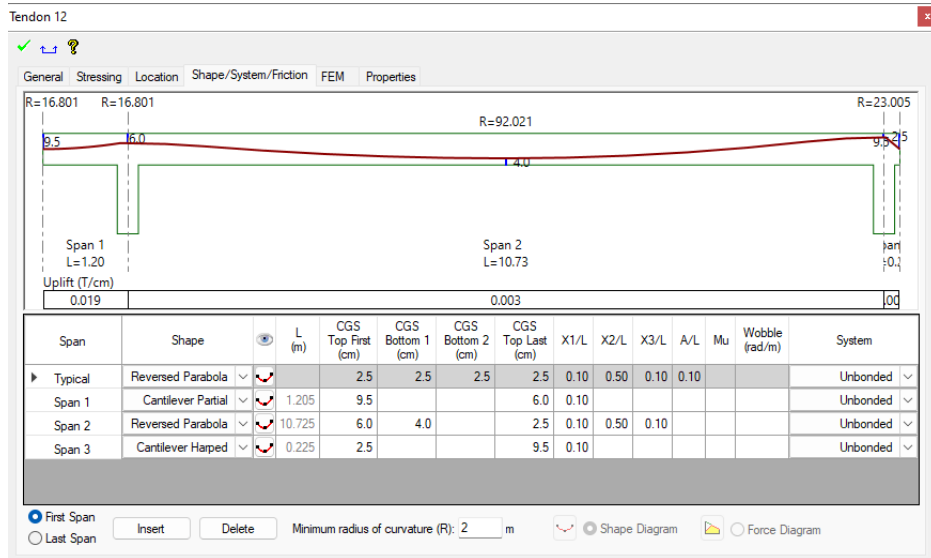 Tendon 12
x
General Stressing Location Shape/System/Friction FEM Properties
R=16.801 R=16.801 R=92.021 R=23.005
9.5 6.0 4.0 9.5 2.5
Span 1 Span 2
L=1.20 L=10.73
Uplift (T/cm)
0.019 0.003 .00
Span Shape L (m) CGS Top First (cm) CGS Bottom 1 (cm) CGS Bottom 2 (cm) CGS Top Last (cm) X1/L X2/L X3/L A/L Mu Wobble (rad/m) System
Typical Reversed Parabola 2.5 2.5 2.5 2.5 0.10 0.50 0.10 0.10 Unbonded
Span 1 Cantilever Partial 1.205 9.5 6.0 0.10 Unbonded
Span 2 Reversed Parabola 10.725 6.0 4.0 2.5 0.10 0.50 0.10 Unbonded
Span 3 Cantilever Harped 0.225 2.5 9.5 0.10 Unbonded
First Span
Last Span
Insert Delete Minimum radius of curvature (R): 2 m Shape Diagram Force Diagram